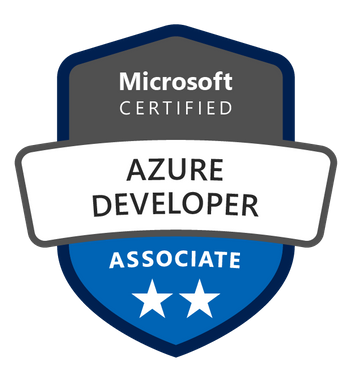 Microsoft
CERTIFIED
AZURE
DEVELOPER
ASSOCIATE